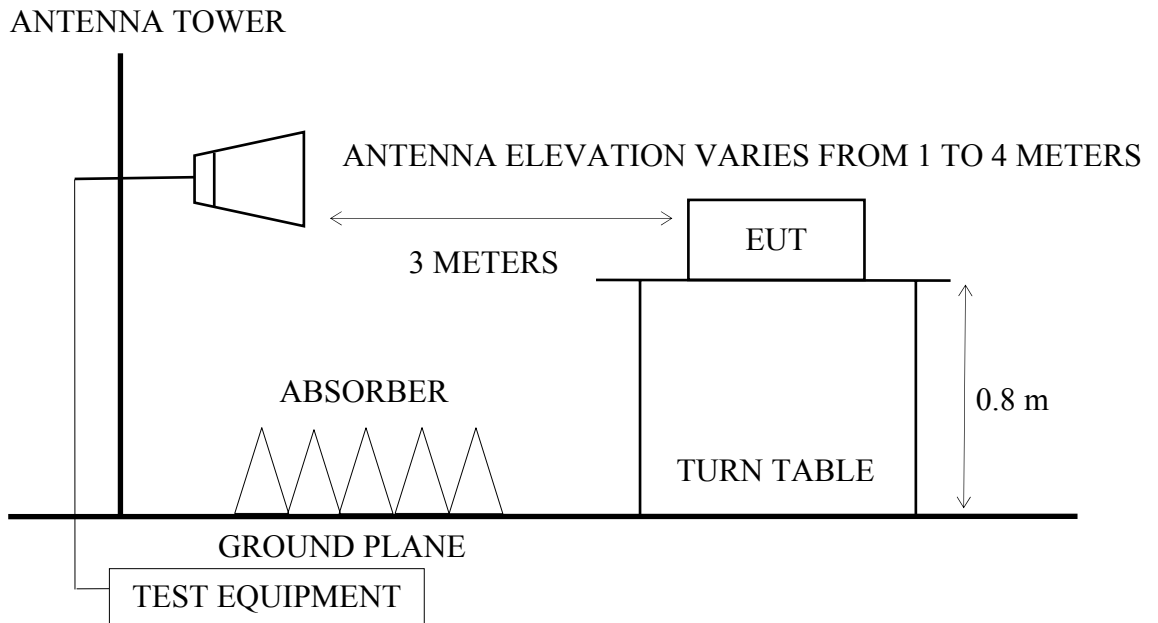 ANTENNA TOWER
ANTENNA ELEVATION VARIES FROM 1 TO 4 METERS
EUT
3 METERS
ABSORBER
0.8 m
TURN TABLE
GROUND PLANE
TEST EQUIPMENT